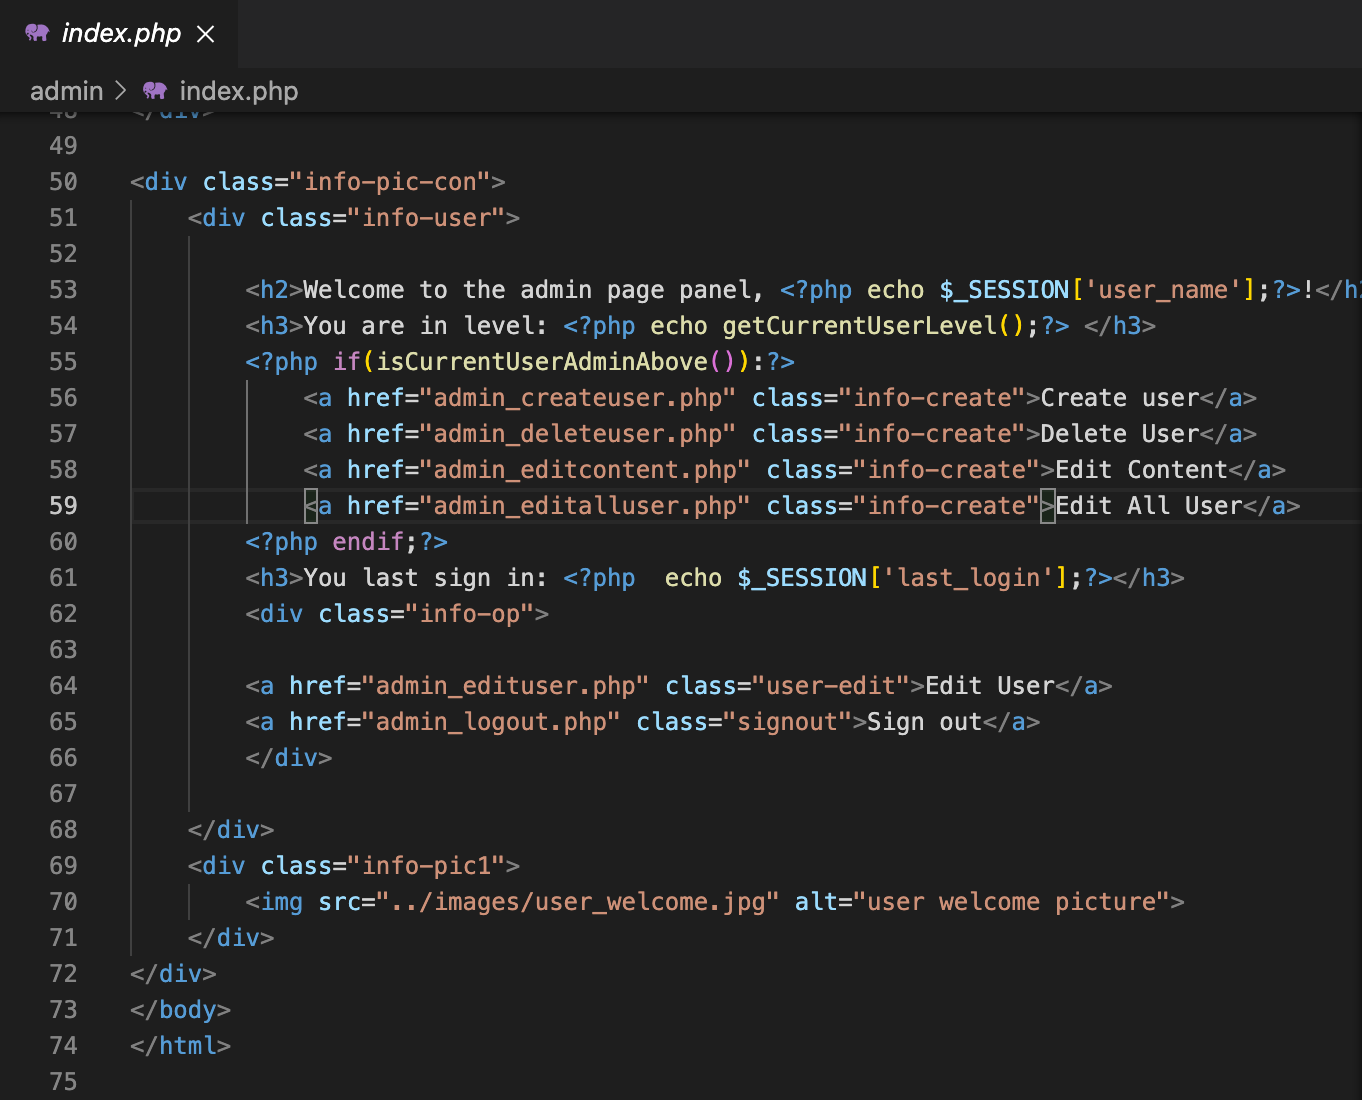 index.php
admin > index.php
48 </div>
49
50 <div class="info-pic-con">
51 <div class="info-user">
52
53 <h2>Welcome to the admin page panel, <?php echo $_SESSION['user_name'];?>!</h2
54 <h3>You are in level: <?php echo getCurrentUserLevel();?> </h3>
55 <?php if(isCurrentUserAdminAbove()):?>
56 <a href="admin_createuser.php" class="info-create">Create user</a>
57 <a href="admin_deleteuser.php" class="info-create">Delete User</a>
58 <a href="admin_editcontent.php" class="info-create">Edit Content</a>
59 <a href="admin_editalluser.php" class="info-create">Edit All User</a>
60 <?php endif;?>
61 <h3>You last sign in: <?php  echo $_SESSION['last_login'];?></h3>
62 <div class="info-op">
63
64 <a href="admin_edituser.php" class="user-edit">Edit User</a>
65 <a href="admin_logout.php" class="signout">Sign out</a>
66 </div>
67
68 </div>
69 <div class="info-pic1">
70 <img src="../images/user_welcome.jpg" alt="user welcome picture">
71 </div>
72 </div>
73 </body>
74 </html>
75